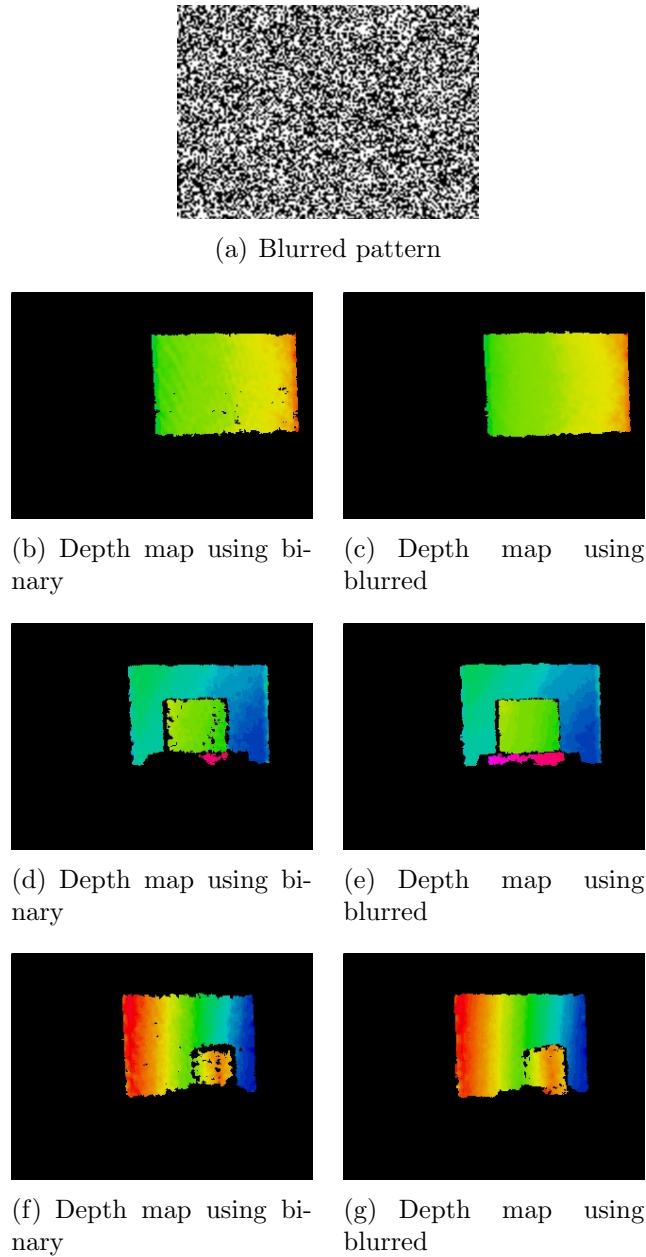 (a) Blurred pattern
(b) Depth map using bi-
nary
(c) Depth map using
blurred
(d) Depth map using bi-
nary
(e) Depth map using
blurred
(f) Depth map using bi-
nary
(g) Depth map using
blurred